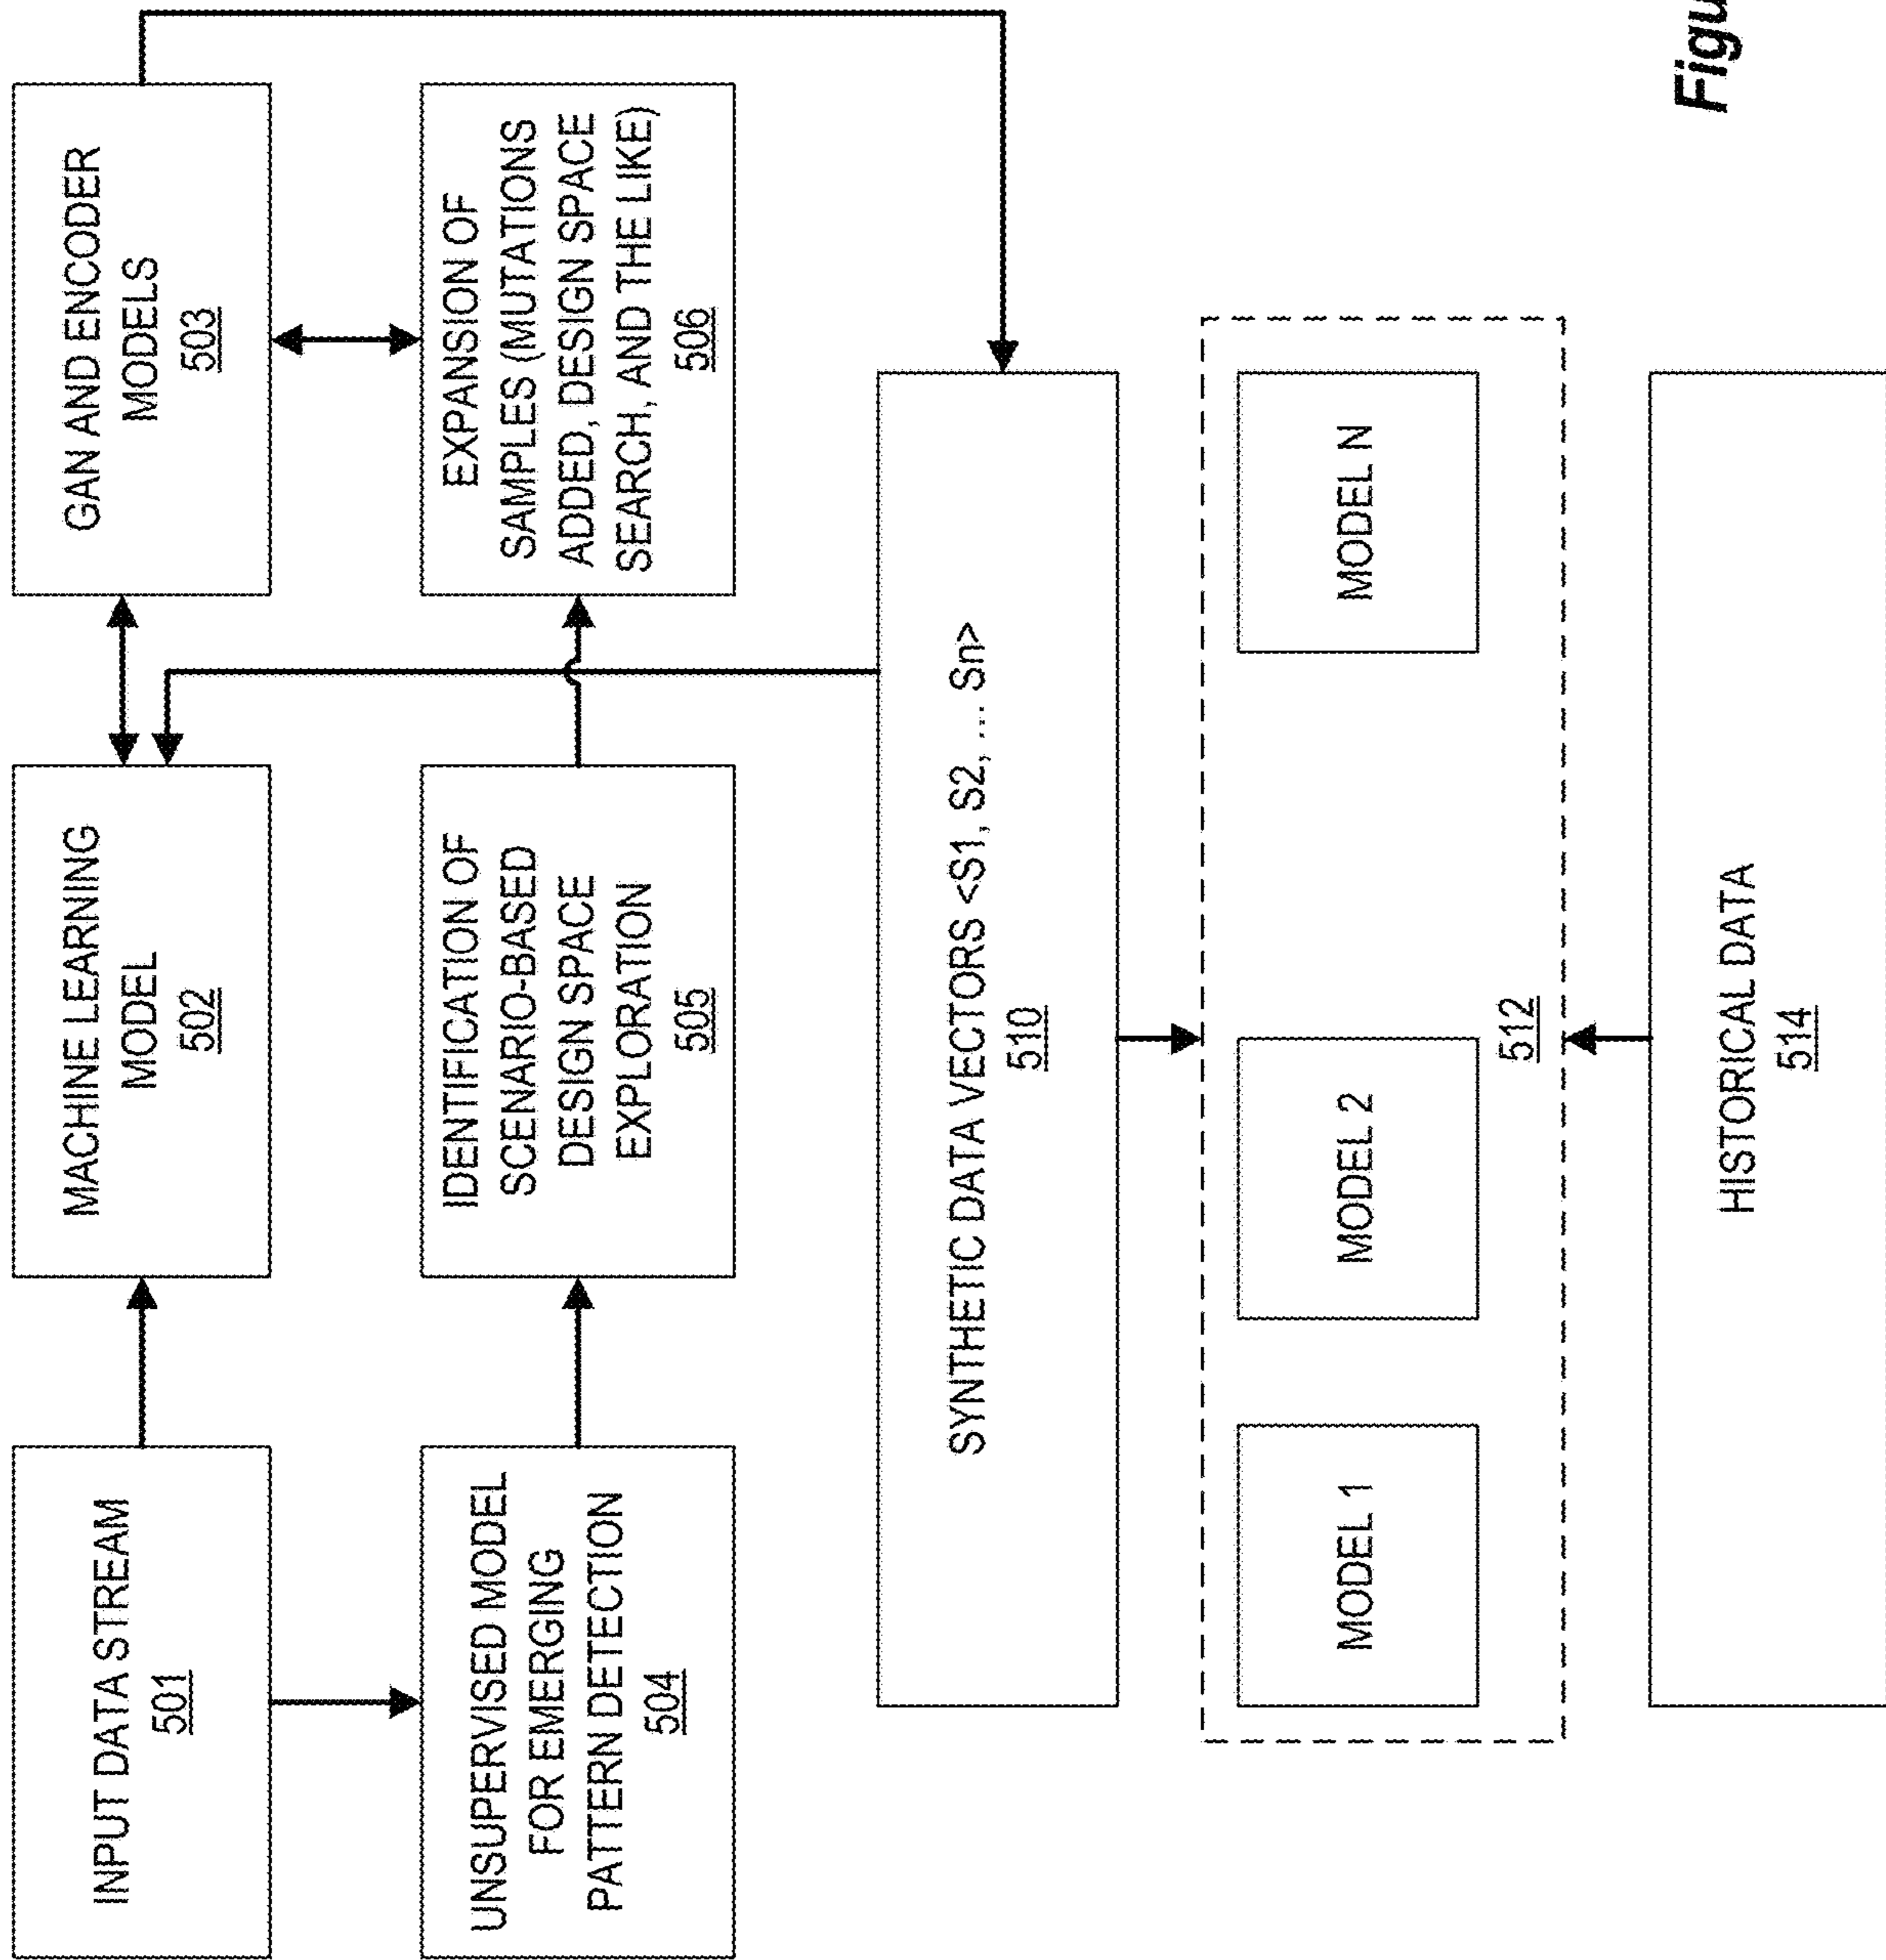 INPUT DATA STREAM
501
MACHINE LEARNING
MODEL
502
GAN AND ENCODER
MODELS
503
UNSUPERVISED MODEL
FOR EMERGING
PATTERN DETECTION
504
IDENTIFICATION OF
SCENARIO-BASED
DESIGN SPACE
EXPLORATION
505
EXPANSION OF
SAMPLES (MUTATIONS
ADDED, DESIGN SPACE
SEARCH, AND THE LIKE)
506
SYNTHETIC DATA VECTORS <S1, S2, ... Sn>
510
MODEL 1
MODEL 2
MODEL N
512
HISTORICAL DATA
514